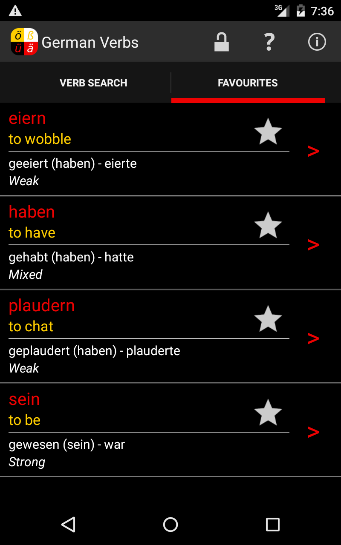 3G
7:36
ö ß
ü ä
German Verbs
VERB SEARCH
FAVOURITES
eiern
to wobble
geeiert (haben) - eierte
Weak
>
haben
to have
gehabt (haben) - hatte
Mixed
>
plaudern
to chat
geplaudert (haben) - plauderte
Weak
>
sein
to be
gewesen (sein) - war
Strong
>